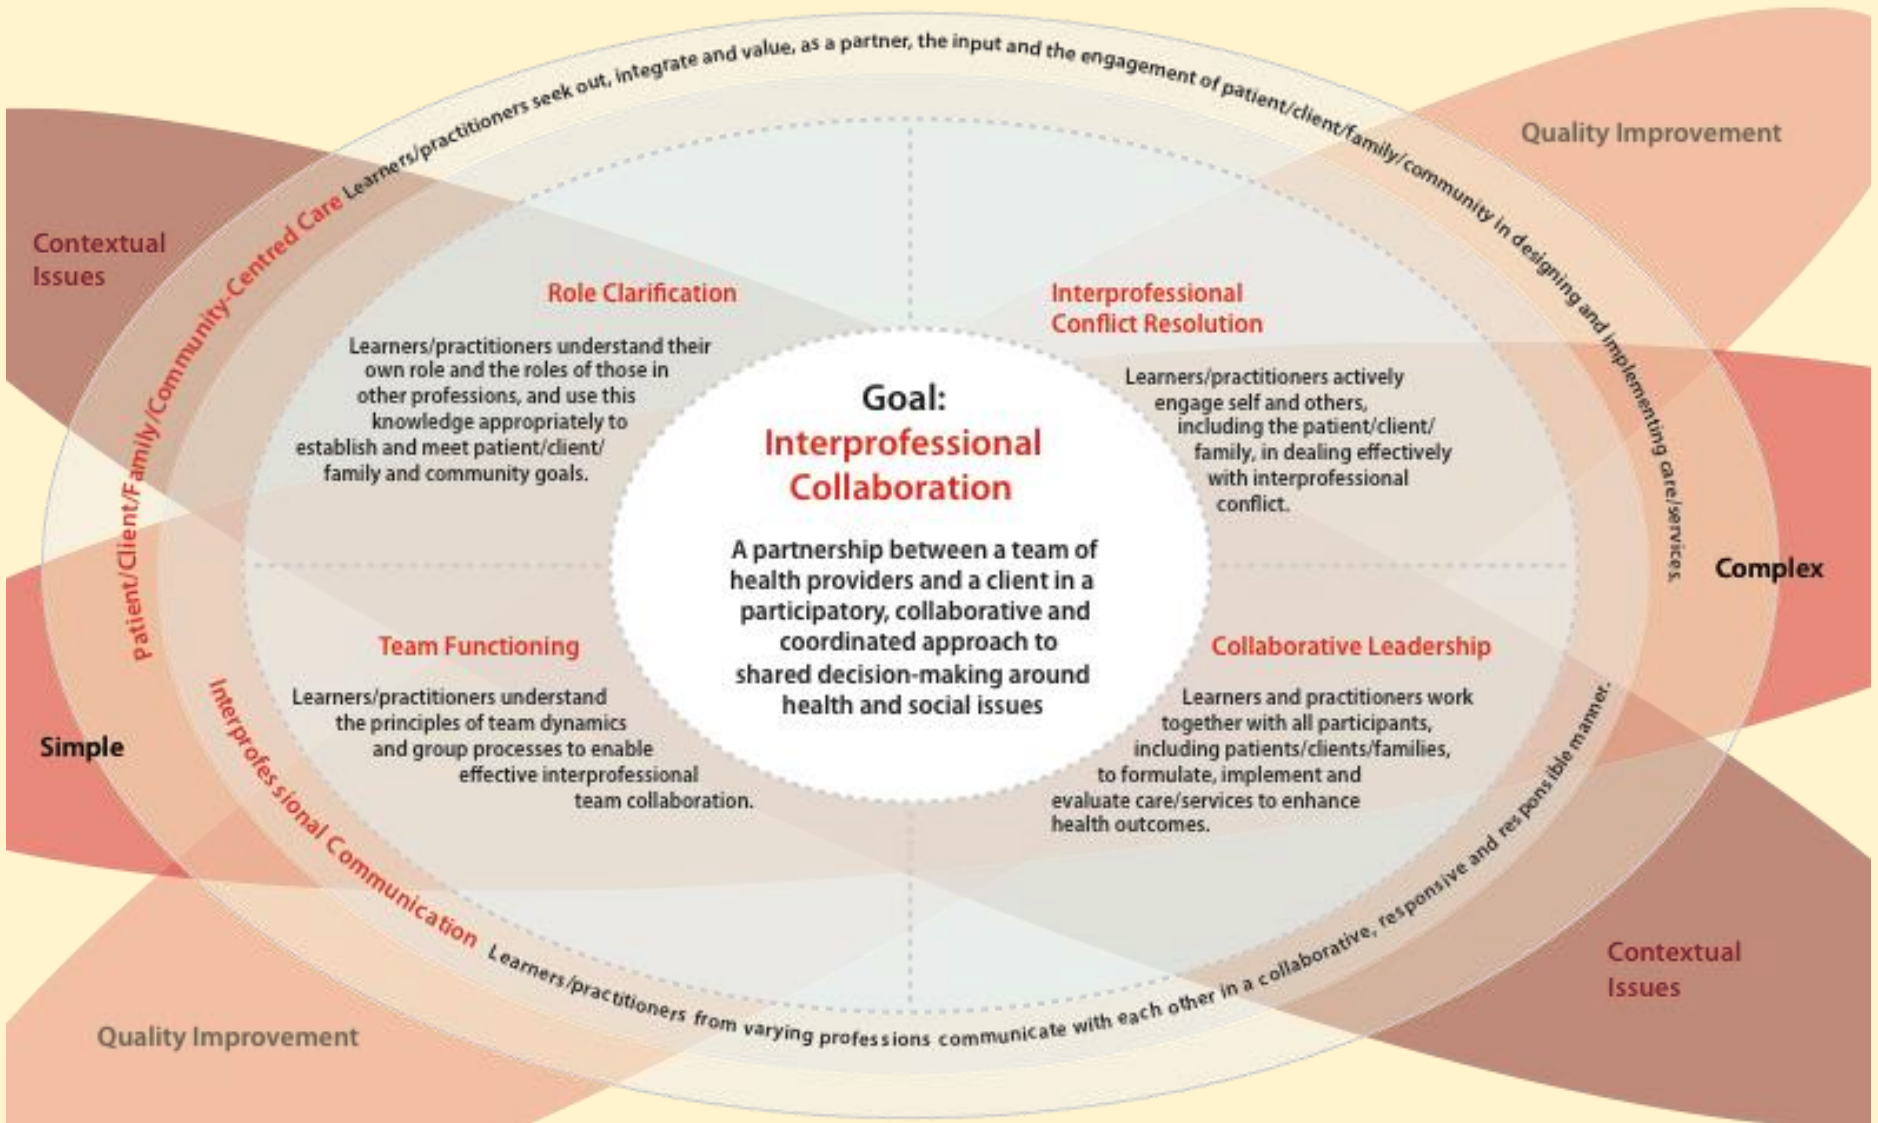 Patient/Client/Family/Community-Centred Care Learners/practitioners seek out, integrate and value, as a partner, the input and the engagement of patient/client/family/community in designing and implementing care/services.
Quality Improvement
Contextual
Issues
Role Clarification
Learners/practitioners understand their
own role and the roles of those in
other professions, and use this
knowledge appropriately to
establish and meet patient/client/
family and community goals.
Interprofessional
Conflict Resolution
Learners/practitioners actively
engage self and others,
including the patient/client/
family, in dealing effectively
with interprofessional
conflict.
Goal:
Interprofessional
Collaboration
A partnership between a team of
health providers and a client in a
participatory, collaborative and
coordinated approach to
shared decision-making around
health and social issues
Complex
Simple
Team Functioning
Learners/practitioners understand
the principles of team dynamics
and group processes to enable
effective interprofessional
team collaboration.
Collaborative Leadership
Learners and practitioners work
together with all participants,
including patients/clients/families,
to formulate, implement and
evaluate care/services to enhance
health outcomes.
Interprofessional Communication Learners/practitioners from varying professions communicate with each other in a collaborative, responsive and responsible manner.
Contextual
Issues
Quality Improvement